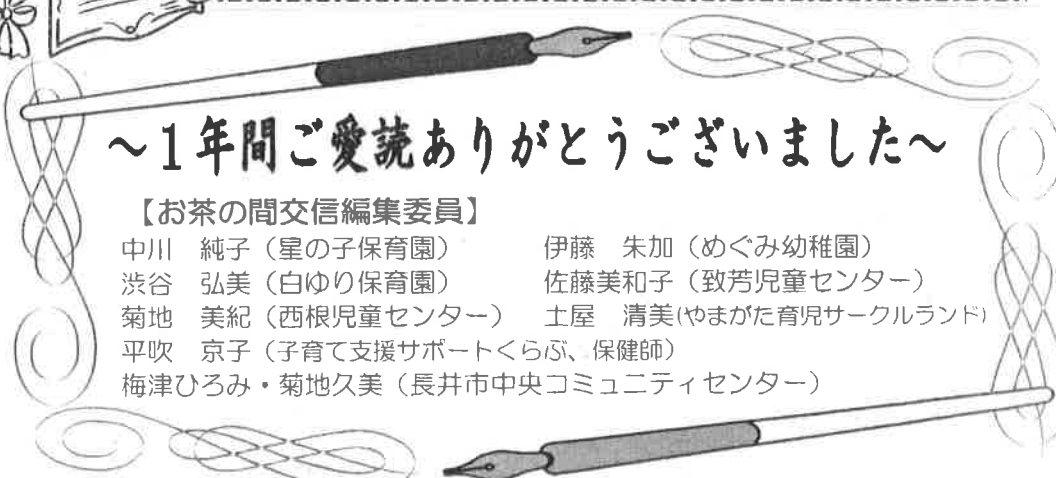 ～1年間ご愛読ありがとうございました～
【お茶の間交信編集委員】
中川　純子（星の子保育園）　伊藤　朱加（めぐみ幼稚園）
渋谷　弘美（白ゆり保育園）　佐藤美和子（致芳児童センター）
菊地　美紀（西根児童センター）　土屋　清美(やまがた育児サークルランド)
平吹　京子（子育て支援サポートくらぶ、保健師）
梅津ひろみ・菊地久美（長井市中央コミュニティセンター）